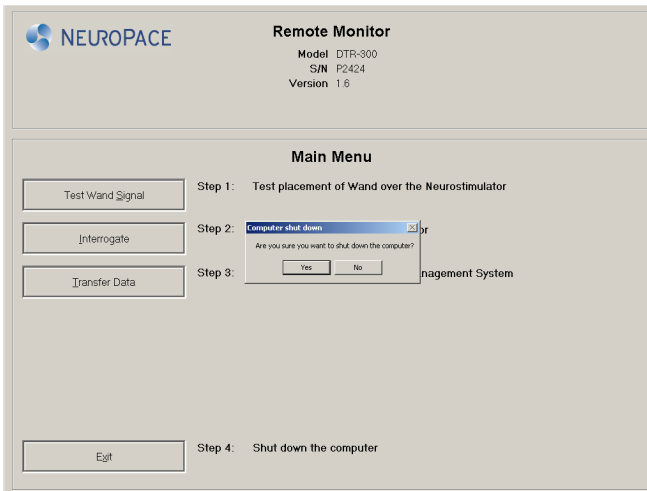 NEUROPACE
Remote Monitor
Model DTR-300
S/N P2424
Version 1.6
Main Menu
Test Wand Signal
Step 1: Test placement of Wand over the Neurostimulator
Interrogate
Step 2:
Computer shut down
Are you sure you want to shut down the computer?
Yes No
Transfer Data
Step 3: nagement System
Exit
Step 4: Shut down the computer